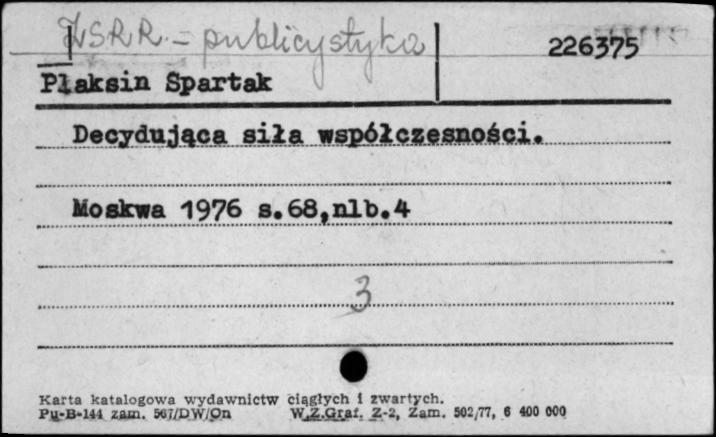 ZSRR. - publicystyka
226375
Plaksin Spartak
Decydująca siła współczesności.
Moskwa 1976 s.68,nlb.4
3
Karta katalogowa wydawnictw ciągłych i zwartych.
Pu-B-144 zam. 567/DW/On W.Z.Graf. Z-2, Zam. 502/77, 6 400 000